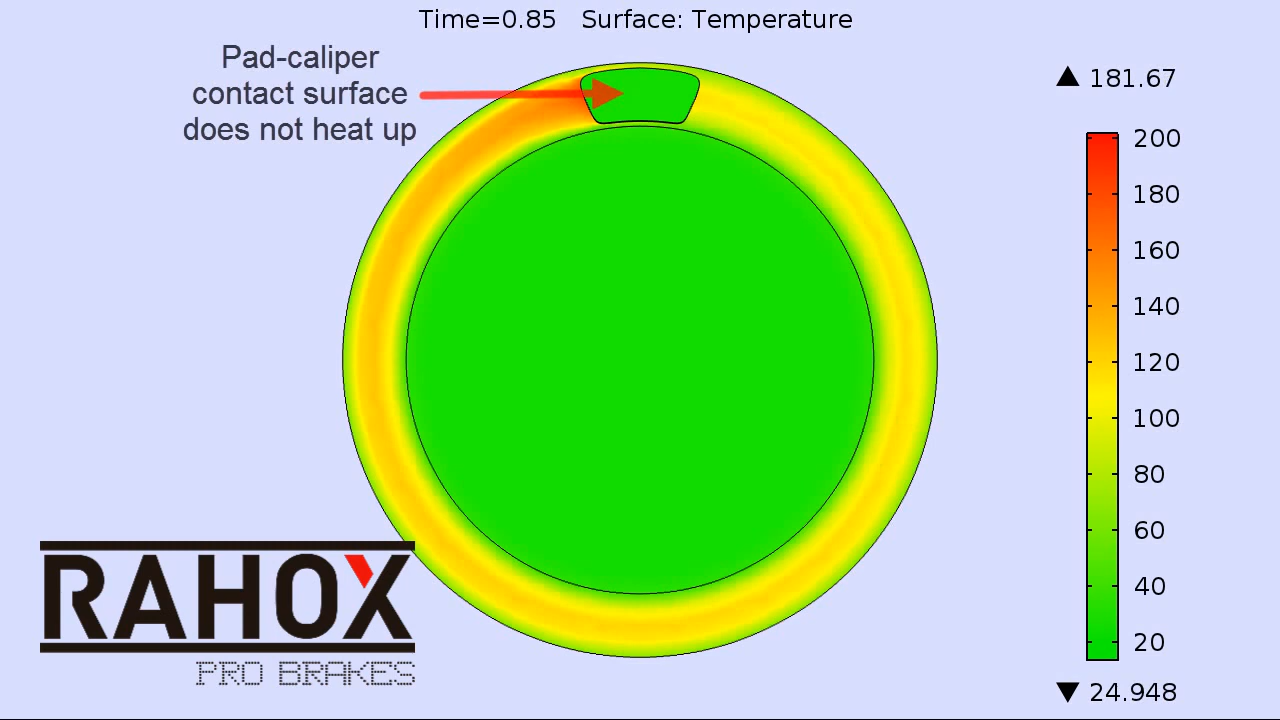 Time=0.85 Surface: Temperature
Pad-caliper
contact surface
does not heat up
▲ 181.67
200
180
160
140
120
100
80
60
40
20
▼ 24.948
RAHOX
PRO BRAKES